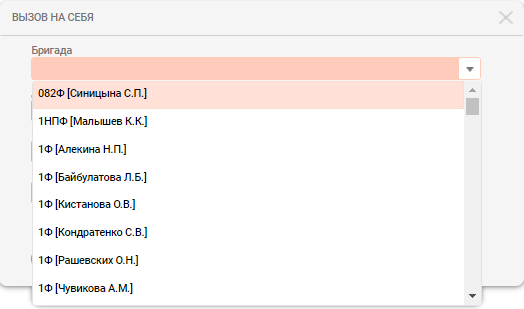 ВЫЗОВ НА СЕБЯ
Бригада
082Ф [Синицына С.П.]
1НПФ [Малышев К.К.]
1Ф [Алекина Н.П.]
1Ф [Байбулатова Л.Б.]
1Ф [Кистанова О.В.]
1Ф [Кондратенко С.В.]
1Ф [Рашевских О.Н.]
1Ф [Чувикова А.М.]